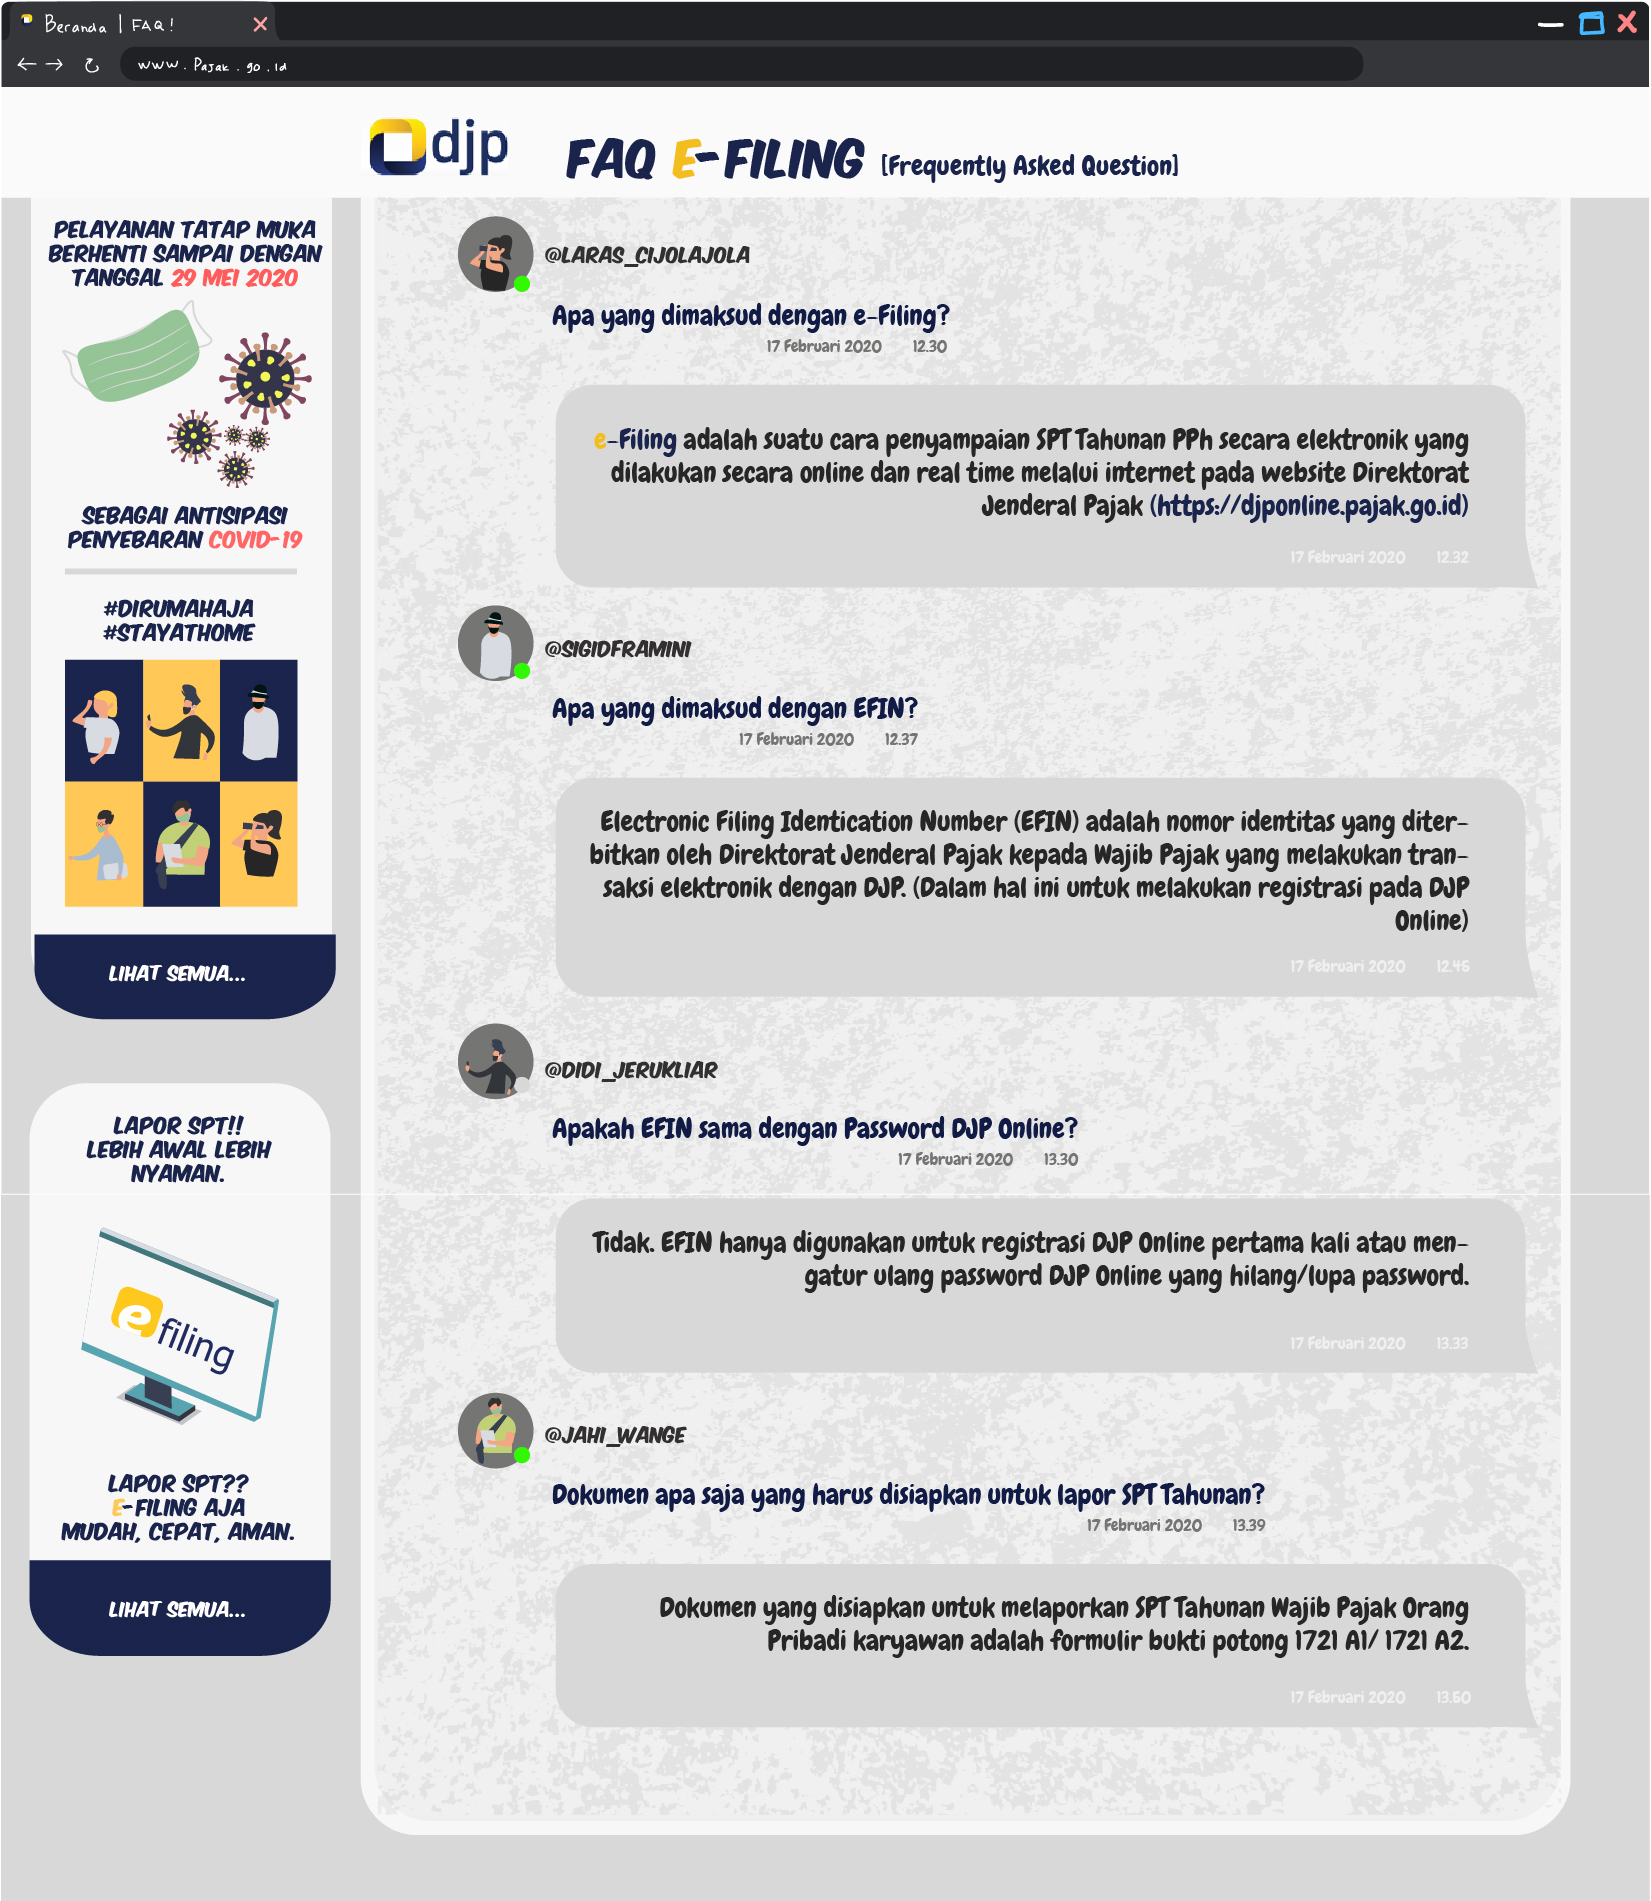 Beranda | FAQ!
www.Pajak.go.id
djp
FAQ E-FILING [Frequently Asked Question]
PELAYANAN TATAP MUKA
BERHENTI SAMPAI DENGAN
TANGGAL 29 MEI 2020
SEBAGAI ANTISIPASI
PENYEBARAN COVID-19
#DIRUMAHAJA
#STAYATHOME
LIHAT SEMUA...
LAPOR SPT!!
LEBIH AWAL LEBIH
NYAMAN.
e filing
LAPOR SPT??
E-FILING AJA
MUDAH, CEPAT, AMAN.
LIHAT SEMUA...
@LARAS_CIJOLAJOLA
Apa yang dimaksud dengan e-Filing?
17 Februari 2020 12.30
e-Filing adalah suatu cara penyampaian SPT Tahunan PPh secara elektronik yang
dilakukan secara online dan real time melalui internet pada website Direktorat
Jenderal Pajak (https://djponline.pajak.go.id)
17 Februari 2020 12.32
@SIGIDFRAMINI
Apa yang dimaksud dengan EFIN?
17 Februari 2020 12.37
Electronic Filing Identication Number (EFIN) adalah nomor identitas yang diter-
bitkan oleh Direktorat Jenderal Pajak kepada Wajib Pajak yang melakukan tran-
saksi elektronik dengan DJP. (Dalam hal ini untuk melakukan registrasi pada DJP
Online)
17 Februari 2020 12.45
@DIDI_JERUKLIAR
Apakah EFIN sama dengan Password DJP Online?
17 Februari 2020 13.30
Tidak. EFIN hanya digunakan untuk registrasi DJP Online pertama kali atau men-
gatur ulang password DJP Online yang hilang/lupa password.
17 Februari 2020 13.33
@JAHI_WANGE
Dokumen apa saja yang harus disiapkan untuk lapor SPT Tahunan?
17 Februari 2020 13.39
Dokumen yang disiapkan untuk melaporkan SPT Tahunan Wajib Pajak Orang
Pribadi karyawan adalah formulir bukti potong 1721 A1/ 1721 A2.
17 Februari 2020 13.50